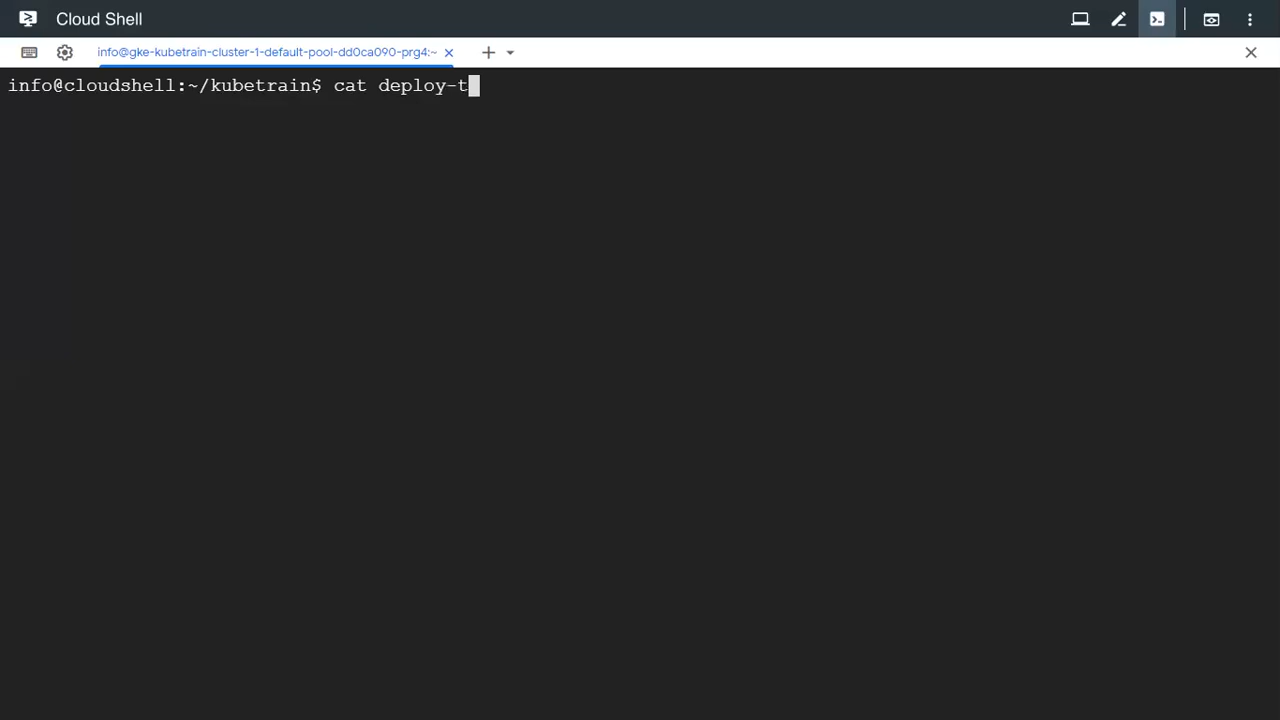 Cloud Shell
info@gke-kubetrain-cluster-1-default-pool-dd0ca090-prg4:~
info@cloudshell:~/kubetrain$ cat deploy-t